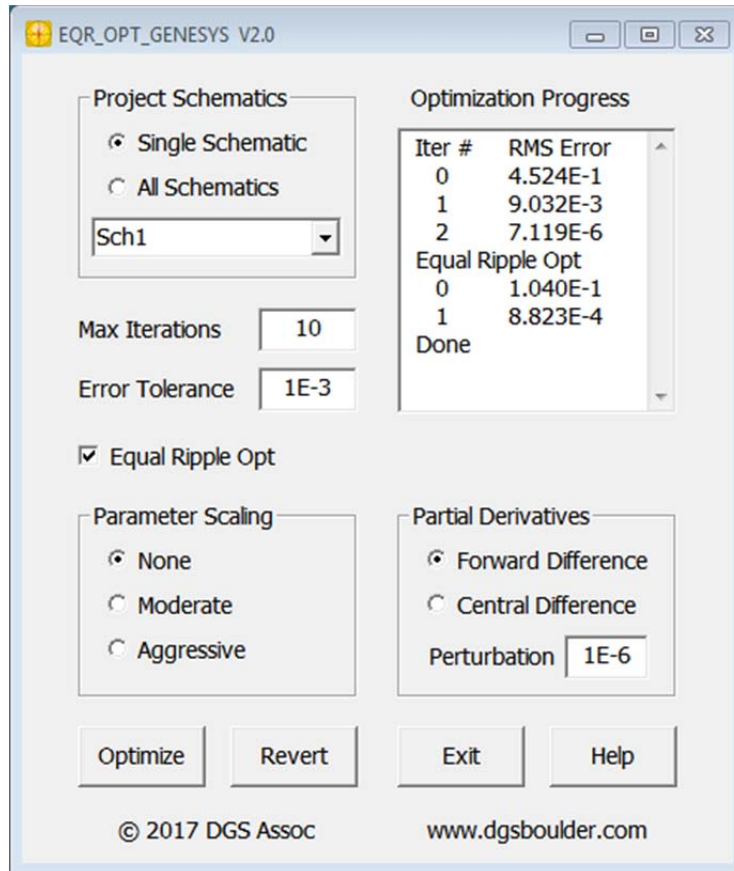 EQR_OPT_GENESYS V2.0
Project Schematics
Single Schematic
All Schematics
Sch1
Max Iterations 10
Error Tolerance 1E-3
Equal Ripple Opt
Optimization Progress
Iter # RMS Error
0 4.524E-1
1 9.032E-3
2 7.119E-6
Equal Ripple Opt
0 1.040E-1
1 8.823E-4
Done
Parameter Scaling
None
Moderate
Aggressive
Partial Derivatives
Forward Difference
Central Difference
Perturbation 1E-6
Optimize Revert Exit Help
© 2017 DGS Assoc www.dgsboulder.com